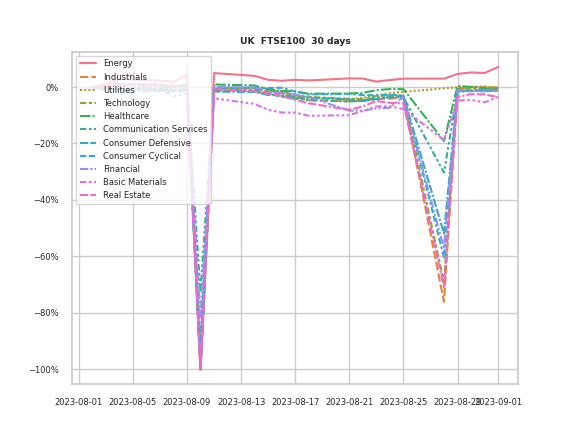 UK FTSE100 30 days
Energy
Industrials
Utilities
Technology
Healthcare
Communication Services
Consumer Defensive
Consumer Cyclical
Financial
Basic Materials
Real Estate
0%
−20%
−40%
−60%
−80%
−100%
2023-08-01 2023-08-05 2023-08-09 2023-08-13 2023-08-17 2023-08-21 2023-08-25 2023-08-29 2023-09-01